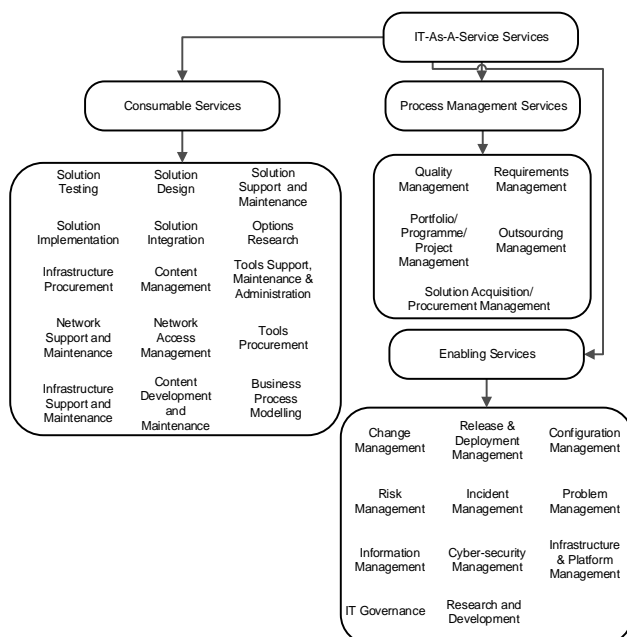 IT-As-A-Service Services
Consumable Services
Process Management Services
Solution
Testing
Solution
Design
Solution
Support and
Maintenance
Solution
Implementation
Solution
Integration
Options
Research
Infrastructure
Procurement
Content
Management
Tools Support,
Maintenance &
Administration
Network
Support and
Maintenance
Network
Access
Management
Tools
Procurement
Infrastructure
Support and
Maintenance
Content
Development
and
Maintenance
Business
Process
Modelling
Quality
Management
Requirements
Management
Portfolio/
Programme/
Project
Management
Outsourcing
Management
Solution Acquisition/
Procurement Management
Enabling Services
Change
Management
Release &
Deployment
Management
Configuration
Management
Risk
Management
Incident
Management
Problem
Management
Information
Management
Cyber-security
Management
Infrastructure
& Platform
Management
IT Governance
Research and
Development